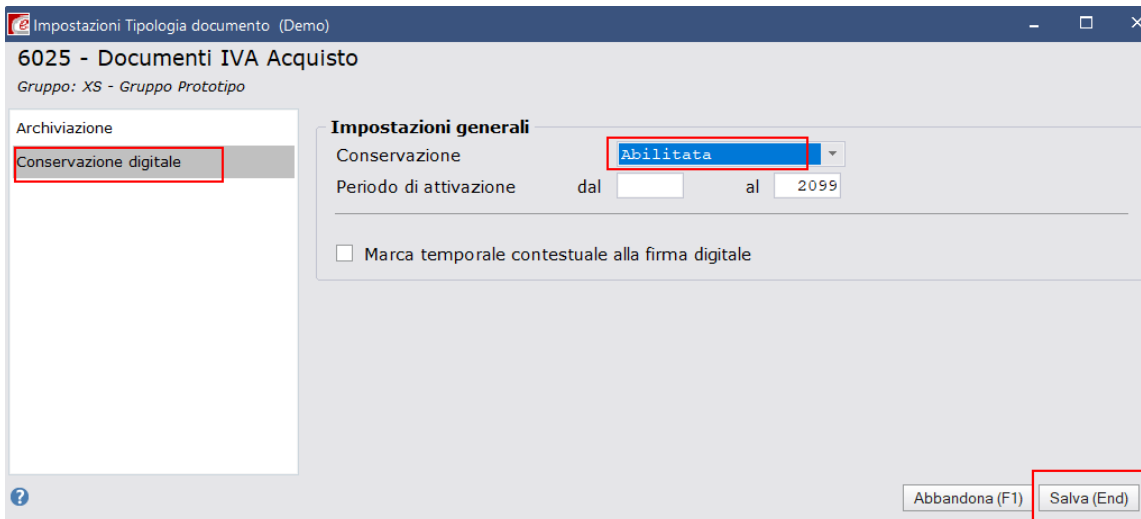 Impostazioni Tipologia documento (Demo)
6025 - Documenti IVA Acquisto
Gruppo: XS - Gruppo Prototipo
Archiviazione
Conservazione digitale
Impostazioni generali
Conservazione Abilitata
Periodo di attivazione dal al 2099
Marca temporale contestuale alla firma digitale
Abbandona (F1) Salva (End)